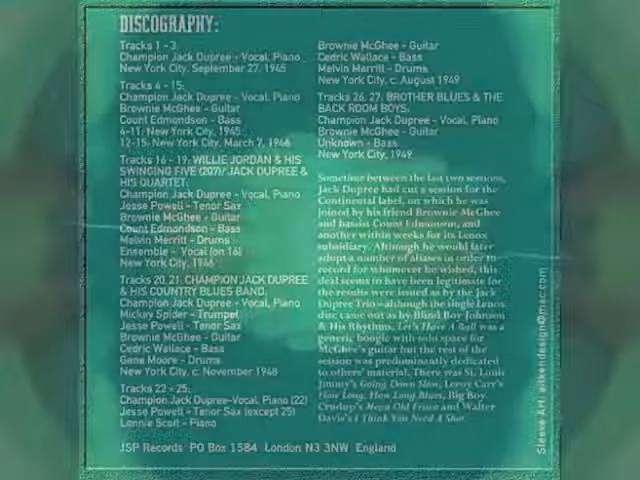 DISCOGRAPHY:
Tracks 1 - 3:
Champion Jack Dupree - Vocal, Piano
New York City, September 27, 1945
Tracks 4 - 15:
Champion Jack Dupree - Vocal, Piano
Brownie McGhee - Guitar
Count Edmondson - Bass
4-11: New York City, 1945
12-15: New York City, March 7, 1946
Tracks 16 - 19: WILLIE JORDAN & HIS
SWINGING FIVE (207)/ JACK DUPREE &
HIS QUARTET:
Champion Jack Dupree - Vocal, Piano
Jesse Powell - Tenor Sax
Brownie McGhee - Guitar
Count Edmondson - Bass
Melvin Merritt - Drums
Ensemble - Vocal (on 16)
New York City, 1946
Tracks 20, 21: CHAMPION JACK DUPREE
& HIS COUNTRY BLUES BAND:
Champion Jack Dupree - Vocal, Piano
Mickey Spider - Trumpet
Jesse Powell - Tenor Sax
Brownie McGhee - Guitar
Cedric Wallace - Bass
Gene Moore - Drums
New York City, c. November 1948
Tracks 22 - 25:
Champion Jack Dupree-Vocal, Piano (22)
Jesse Powell - Tenor Sax (except 25)
Lonnie Scott - Piano
Brownie McGhee - Guitar
Cedric Wallace - Bass
Melvin Merritt - Drums
New York City, c. August 1949
Tracks 26, 27: BROTHER BLUES & THE
BACK ROOM BOYS:
Champion Jack Dupree - Vocal, Piano
Brownie McGhee - Guitar
Unknown - Bass
New York City, 1949
Sometime between the last two sessions,
Jack Dupree had cut a session for the
Continental label, on which he was
joined by his friend Brownie McGhee
and bassist Count Edmonson, and
another within weeks for its Lenox
subsidiary. Although he would later
adopt a number of aliases in order to
record for whomever he wished, this
deal seems to have been legitimate for
the results were issued as by the Jack
Dupree Trio - although the single Lenox
disc came out as by Blind Boy Johnson
& His Rhythms. Let's Have A Ball was a
generic boogie with solo space for
McGhee's guitar but the rest of the
session was predominantly dedicated
to others' material. There was St. Louis
Jimmy's Going Down Slow, Leroy Carr's
How Long, How Long Blues, Big Boy
Crudup's Mean Old Frisco and Walter
Davis's I Think You Need A Shot.
JSP Records PO Box 1584 London N3 3NW England
Sleeve Art: aitkendesign@mac.com